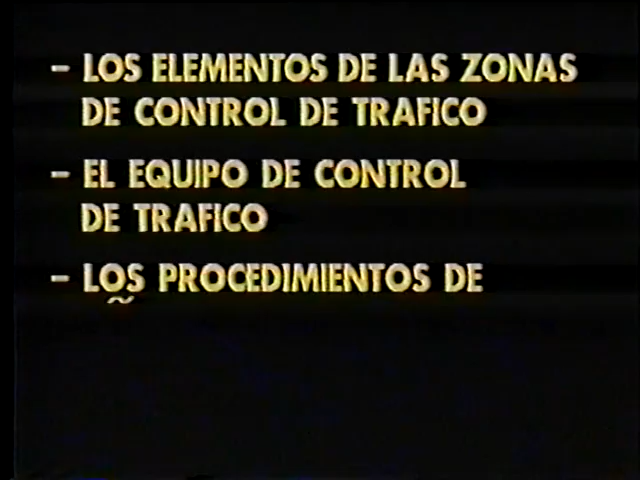 - LOS ELEMENTOS DE LAS ZONAS
DE CONTROL DE TRAFICO
- EL EQUIPO DE CONTROL
DE TRAFICO
- LOS PROCEDIMIENTOS DE